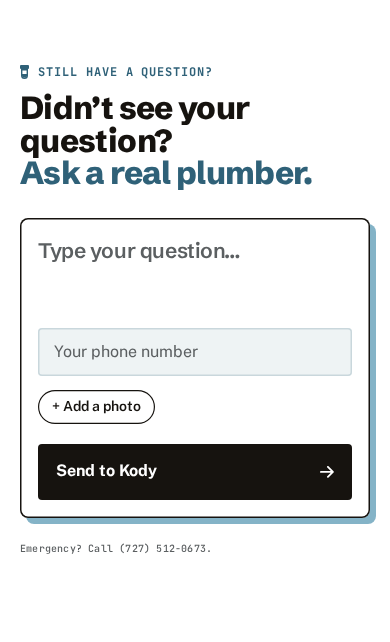 STILL HAVE A QUESTION?
Didn’t see your
question?
Ask a real plumber.
Type your question...
Your phone number
+ Add a photo
Send to Kody →
Emergency? Call (727) 512-0673.